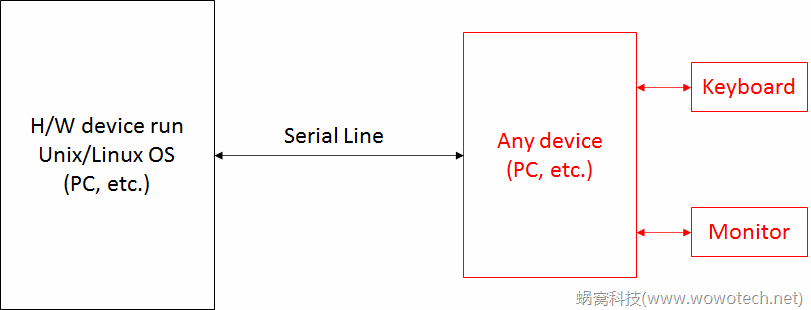 H/W device run
Unix/Linux OS
(PC, etc.)
Serial Line
Any device
(PC, etc.)
Keyboard
Monitor
蜗窝科技(www.wowotech.net)